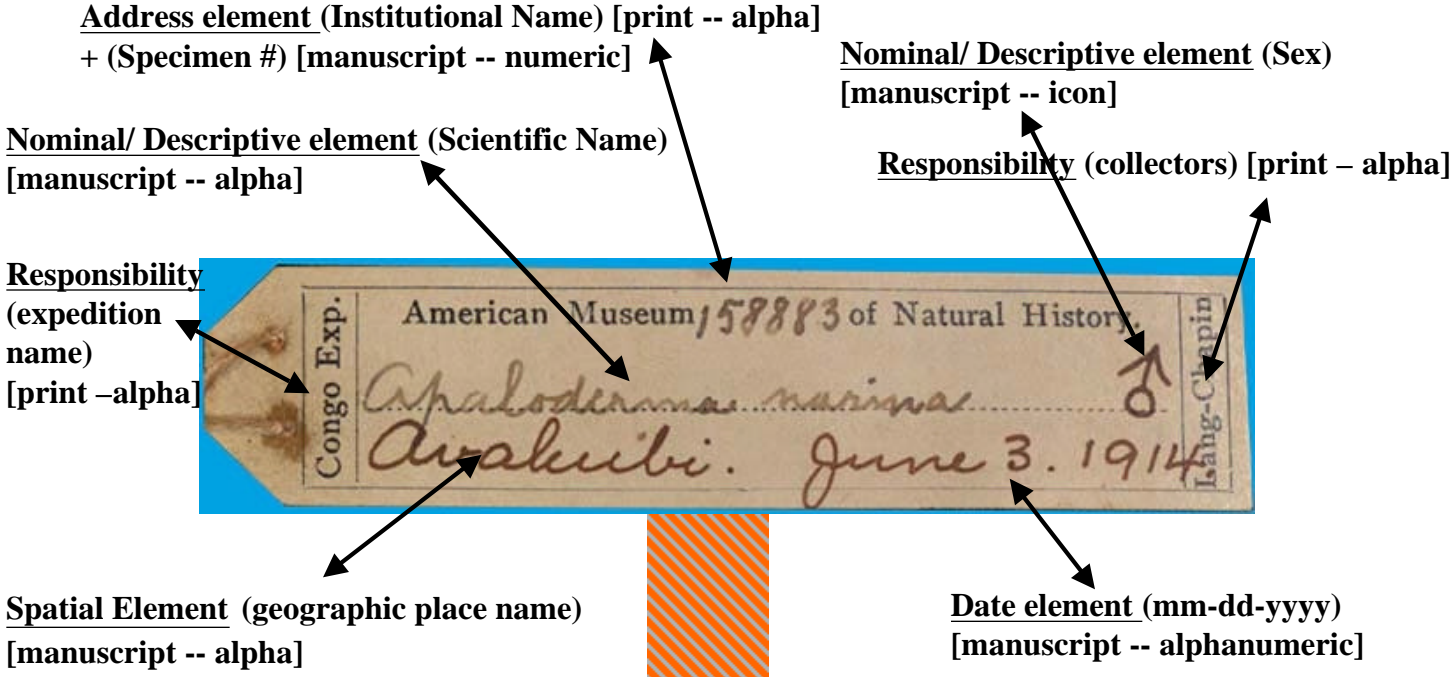 Address element (Institutional Name) [print -- alpha]
+ (Specimen #) [manuscript -- numeric]
Nominal/ Descriptive element (Sex)
[manuscript -- icon]
Nominal/ Descriptive element (Scientific Name)
[manuscript -- alpha]
Responsibility (collectors) [print – alpha]
Responsibility
(expedition
name)
[print –alpha]
Congo Exp.
American Museum 158883 of Natural History.
Apaloderma narina ♂
Avakubi. June 3. 1914
Lang-Chapin
Spatial Element (geographic place name)
[manuscript -- alpha]
Date element (mm-dd-yyyy)
[manuscript -- alphanumeric]